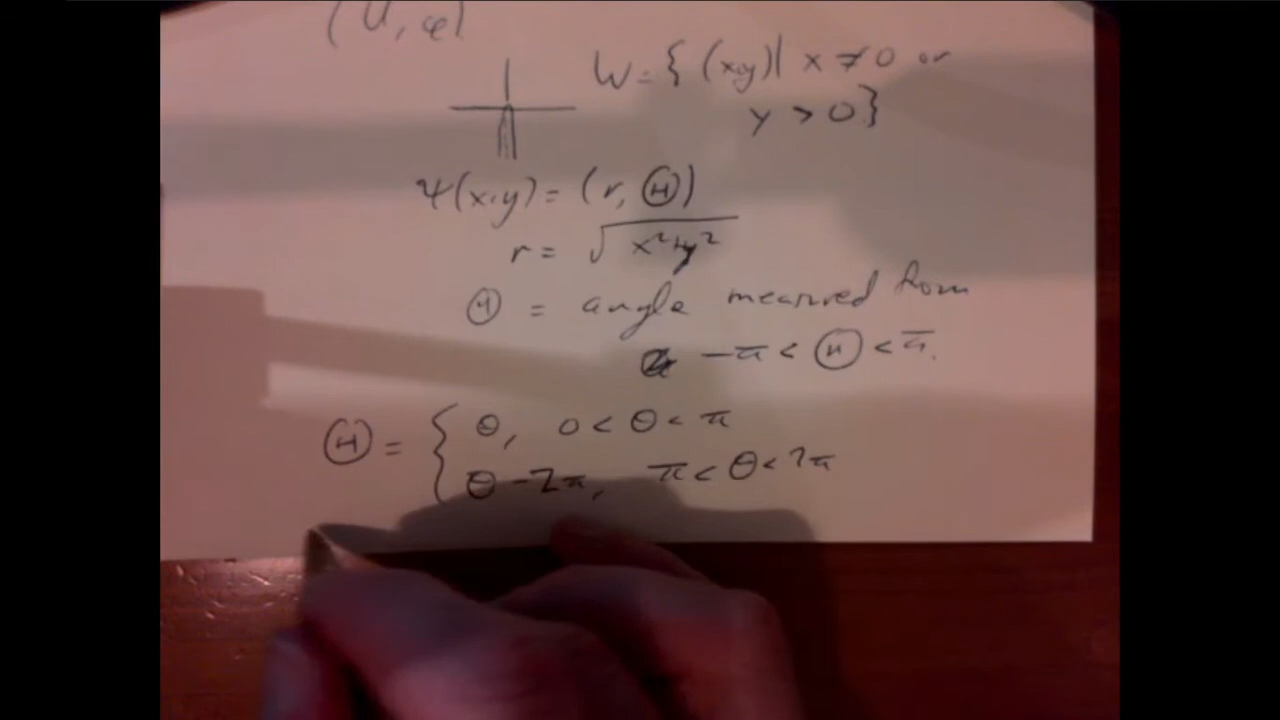 (U, φ)
W = { (x,y) | x ≠ 0 or
y > 0 }
Ψ(x,y) = (r, Θ)
r = √x²+y²
Θ = angle measured from
-π < Θ < π.
Θ = { θ, 0 < θ < π
θ - 2π, π < θ < 2π